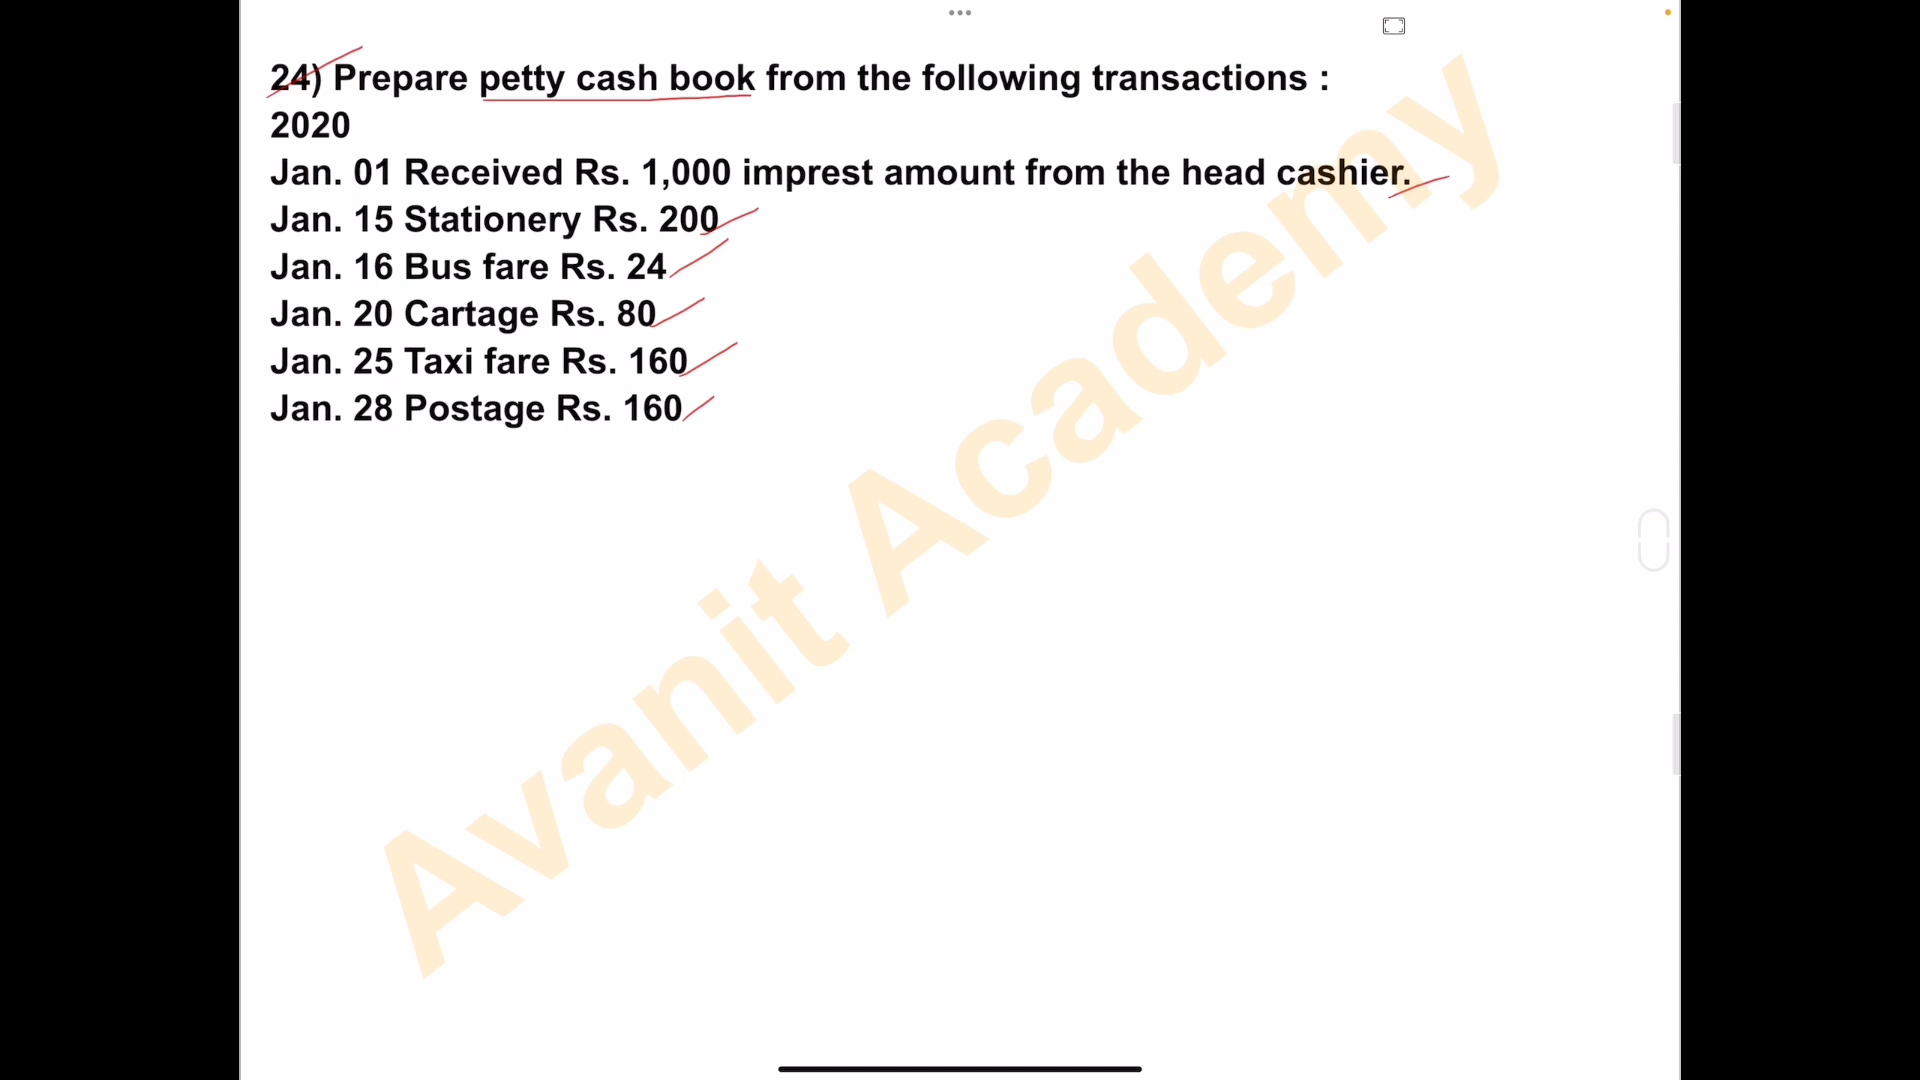 24) Prepare petty cash book from the following transactions :
2020
Jan. 01 Received Rs. 1,000 imprest amount from the head cashier.
Jan. 15 Stationery Rs. 200
Jan. 16 Bus fare Rs. 24
Jan. 20 Cartage Rs. 80
Jan. 25 Taxi fare Rs. 160
Jan. 28 Postage Rs. 160
Avanit Academy